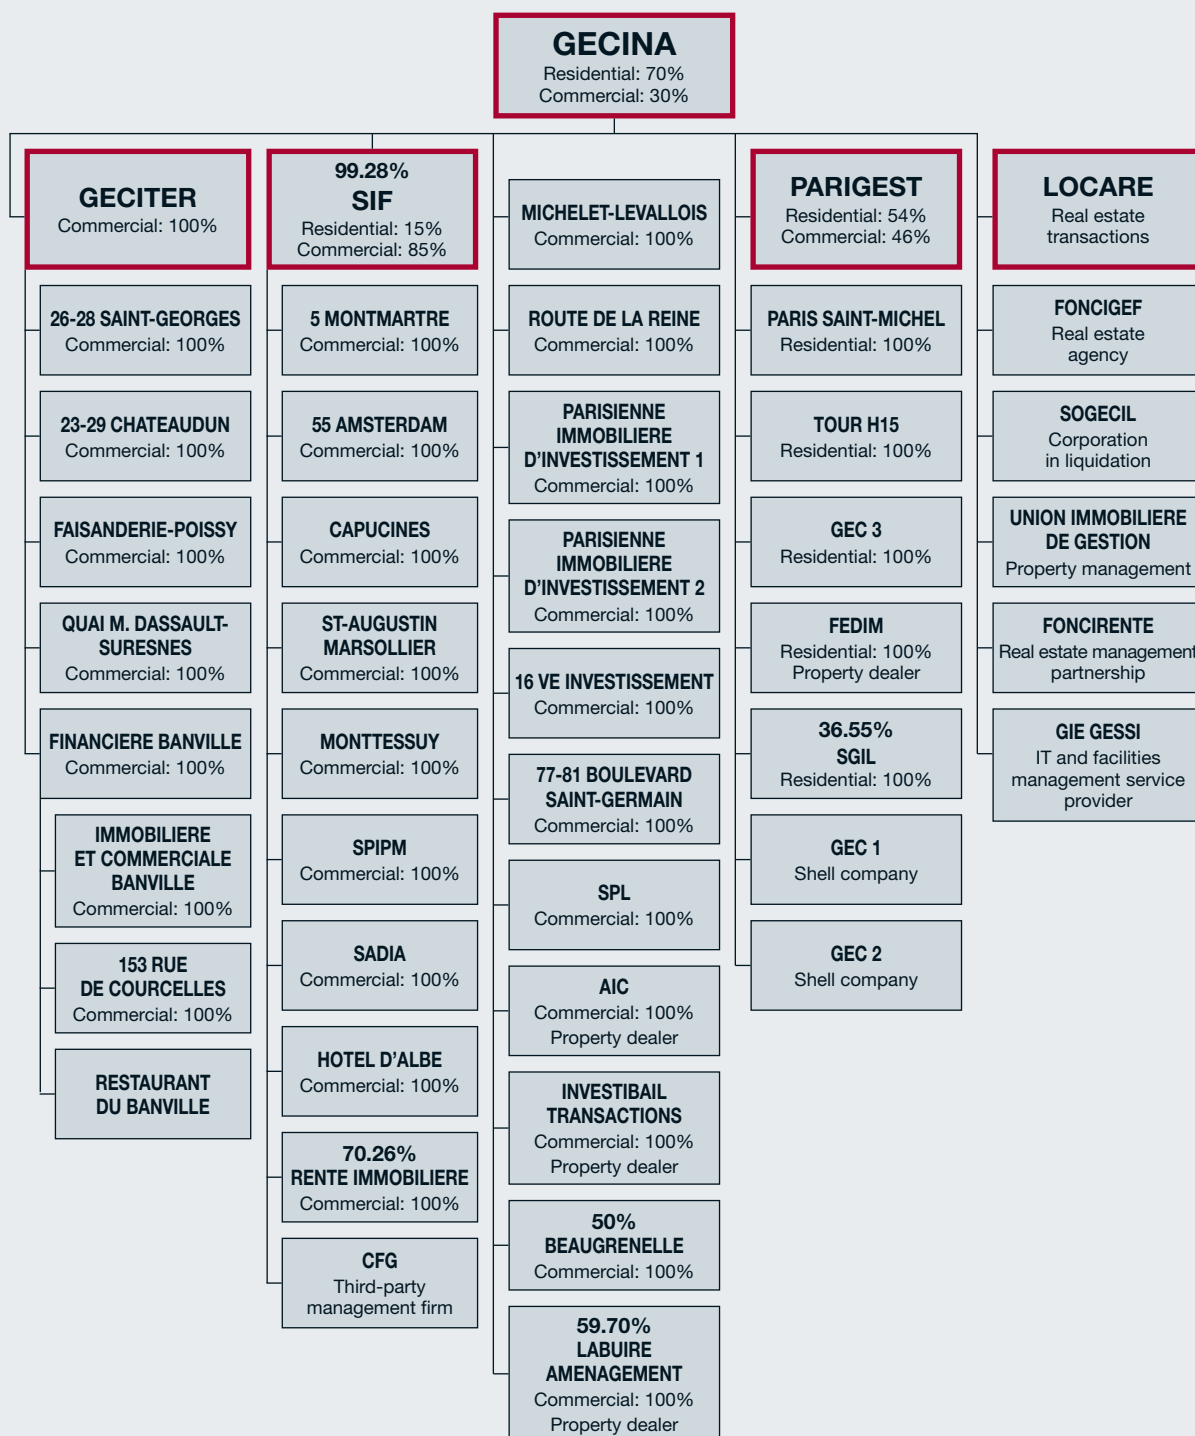 GECINA
Residential: 70%
Commercial: 30%
GECITER
Commercial: 100%
26-28 SAINT-GEORGES
Commercial: 100%
23-29 CHATEAUDUN
Commercial: 100%
FAISANDERIE-POISSY
Commercial: 100%
QUAI M. DASSAULT-
SURESNES
Commercial: 100%
FINANCIERE BANVILLE
Commercial: 100%
IMMOBILIERE
ET COMMERCIALE
BANVILLE
Commercial: 100%
153 RUE
DE COURCELLES
Commercial: 100%
RESTAURANT
DU BANVILLE
99.28%
SIF
Residential: 15%
Commercial: 85%
5 MONTMARTRE
Commercial: 100%
55 AMSTERDAM
Commercial: 100%
CAPUCINES
Commercial: 100%
ST-AUGUSTIN
MARSOLLIER
Commercial: 100%
MONTTESSUY
Commercial: 100%
SPIPM
Commercial: 100%
SADIA
Commercial: 100%
HOTEL D'ALBE
Commercial: 100%
70.26%
RENTE IMMOBILIERE
Commercial: 100%
CFG
Third-party
management firm
MICHELET-LEVALLOIS
Commercial: 100%
ROUTE DE LA REINE
Commercial: 100%
PARISIENNE
IMMOBILIERE
D'INVESTISSEMENT 1
Commercial: 100%
PARISIENNE
IMMOBILIERE
D'INVESTISSEMENT 2
Commercial: 100%
16 VE INVESTISSEMENT
Commercial: 100%
77-81 BOULEVARD
SAINT-GERMAIN
Commercial: 100%
SPL
Commercial: 100%
AIC
Commercial: 100%
Property dealer
INVESTIBAIL
TRANSACTIONS
Commercial: 100%
Property dealer
50%
BEAUGRENELLE
Commercial: 100%
59.70%
LABUIRE
AMENAGEMENT
Commercial: 100%
Property dealer
PARIGEST
Residential: 54%
Commercial: 46%
PARIS SAINT-MICHEL
Residential: 100%
TOUR H15
Residential: 100%
GEC 3
Residential: 100%
FEDIM
Residential: 100%
Property dealer
36.55%
SGIL
Residential: 100%
GEC 1
Shell company
GEC 2
Shell company
LOCARE
Real estate
transactions
FONCIGEF
Real estate
agency
SOGECIL
Corporation
in liquidation
UNION IMMOBILIERE
DE GESTION
Property management
FONCIRENTE
Real estate management
partnership
GIE GESSI
IT and facilities
management service
provider